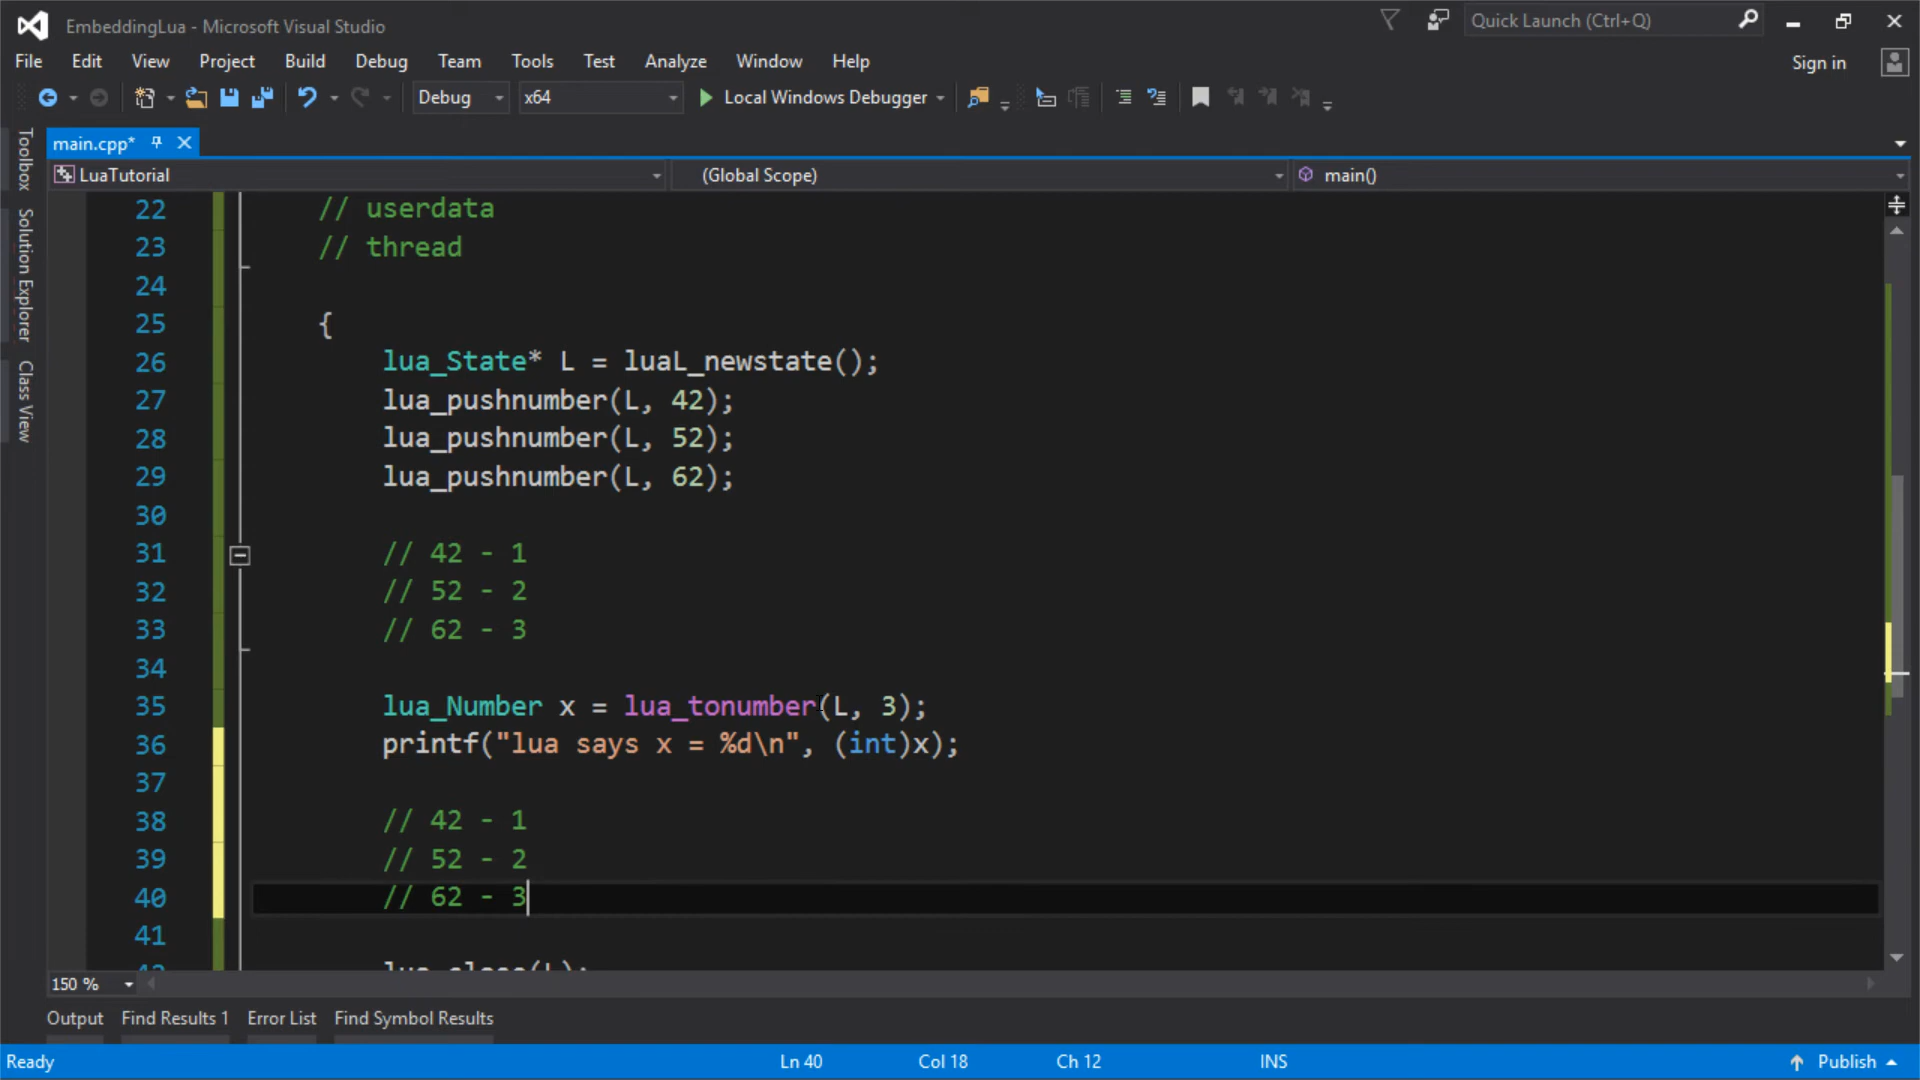 EmbeddingLua - Microsoft Visual Studio
Quick Launch (Ctrl+Q)
File Edit View Project Build Debug Team Tools Test Analyze Window Help
Sign in
Debug x64 Local Windows Debugger
Toolbox
Solution Explorer
Class View
main.cpp*
LuaTutorial (Global Scope) main()
22 // userdata
23 // thread
24
25 {
26 lua_State* L = luaL_newstate();
27 lua_pushnumber(L, 42);
28 lua_pushnumber(L, 52);
29 lua_pushnumber(L, 62);
30
31 // 42 - 1
32 // 52 - 2
33 // 62 - 3
34
35 lua_Number x = lua_tonumber(L, 3);
36 printf("lua says x = %d\n", (int)x);
37
38 // 42 - 1
39 // 52 - 2
40 // 62 - 3
41
42 lua_close(L);
150 %
Output Find Results 1 Error List Find Symbol Results
Ready Ln 40 Col 18 Ch 12 INS Publish